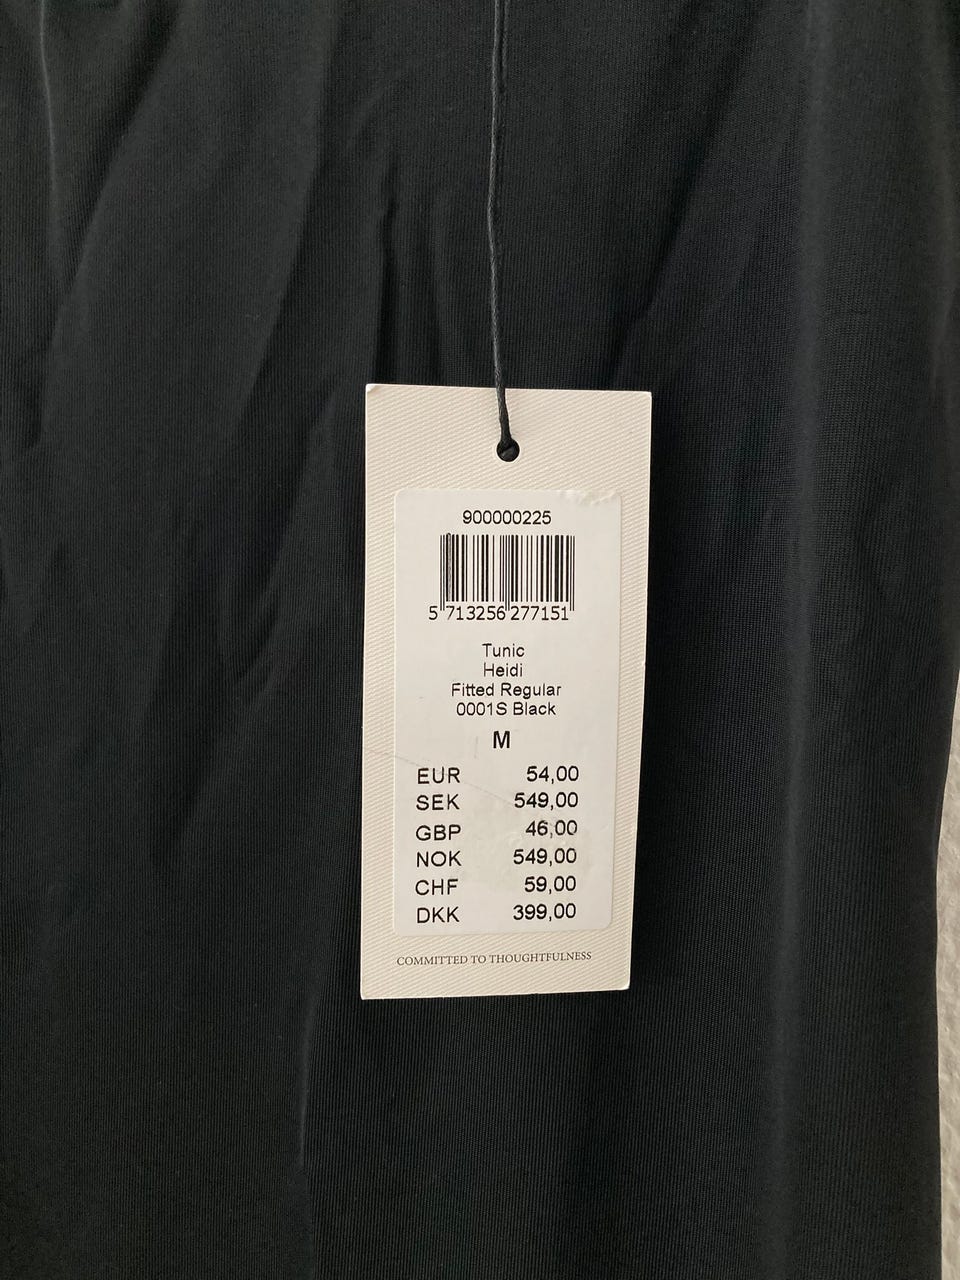 900000225
5 713256 277151
Tunic
Heidi
Fitted Regular
0001S Black
M
EUR 54,00
SEK 549,00
GBP 46,00
NOK 549,00
CHF 59,00
DKK 399,00
COMMITTED TO THOUGHTFULNESS